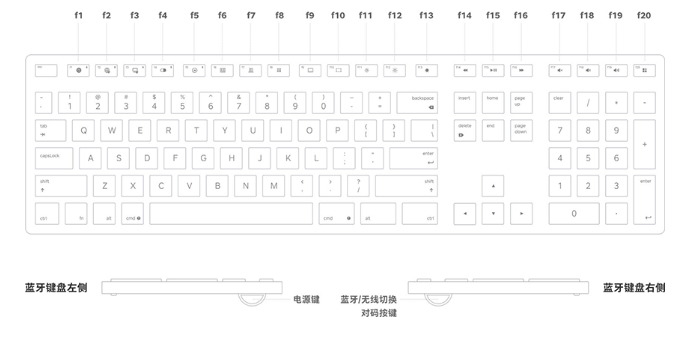 f1 f2 f3 f4 f5 f6 f7 f8 f9 f10 f11 f12 f13 f14 f15 f16 f17 f18 f19 f20
! @ # $ % ^ & * ( ) – + backspace insert home page up clear / * -
1 2 3 4 5 6 7 8 9 0 - =
tab Q W E R T Y U I O P { } | delete end page down 7 8 9 +
[ ] \
capsLock A S D F G H J K L : " enter 4 5 6
; '
shift Z X C V B N M < > ? shift 1 2 3 enter
, . /
ctrl fn alt cmd cmd alt ctrl 0 .
蓝牙键盘左侧
电源键
蓝牙/无线切换
对码按键
蓝牙键盘右侧